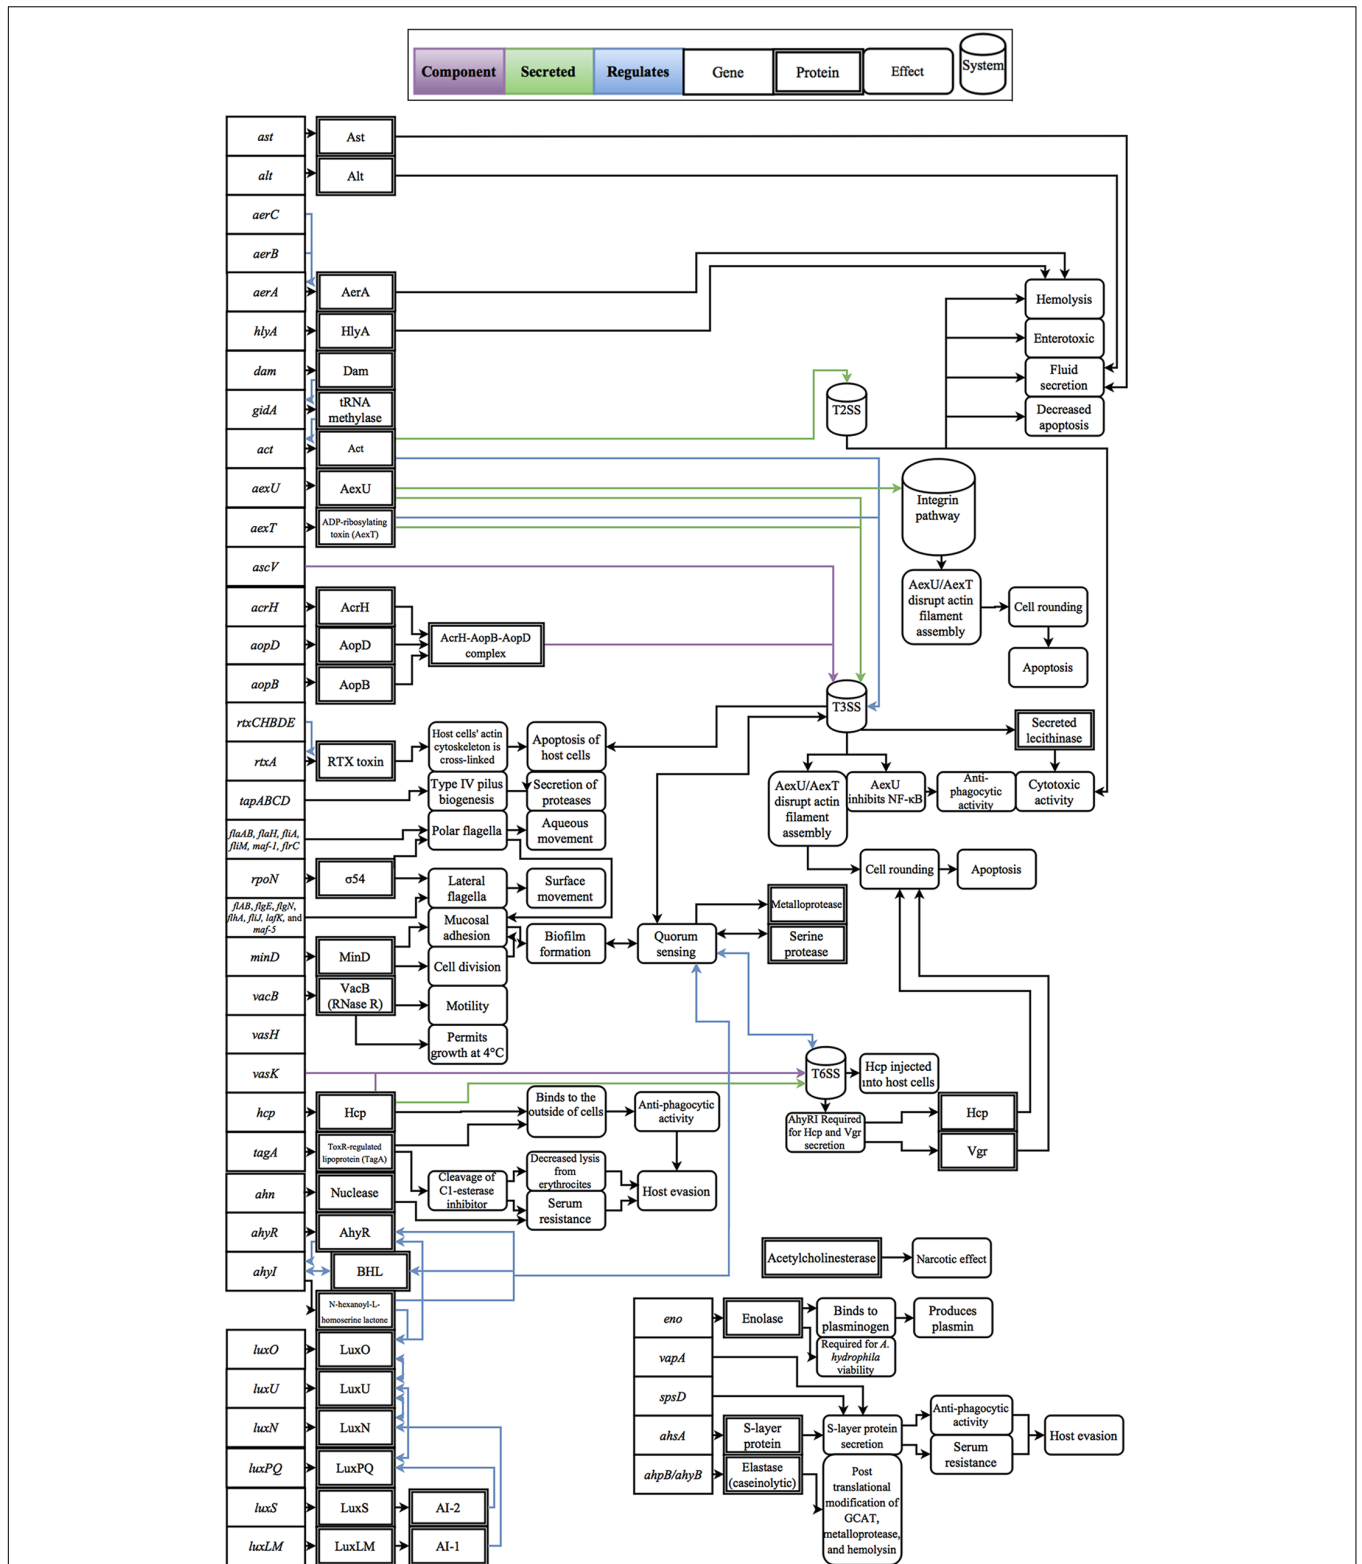 Component
Secreted
Regulates
Gene
Protein
Effect
System
ast
Ast
alt
Alt
aerC
aerB
aerA
AerA
hlyA
HlyA
dam
Dam
gidA
tRNA
methylase
act
Act
aexU
AexU
aexT
ADP-ribosylating
toxin (AexT)
ascV
acrH
AcrH
aopD
AopD
aopB
AopB
AcrH-AopB-AopD
complex
rtxCHBDE
rtxA
RTX toxin
Host cells' actin
cytoskeleton is
cross-linked
Apoptosis of
host cells
tapABCD
Type IV pilus
biogenesis
Secretion of
proteases
flaAB, flaH, fliA,
fliM, maf-1, flrC
Polar flagella
Aqueous
movement
rpoN
σ54
Lateral
flagella
Surface
movement
flAB, flgE, flgN,
flhA, fliJ, lafK, and
maf-5
Mucosal
adhesion
Biofilm
formation
minD
MinD
Cell division
vacB
VacB
(RNase R)
Motility
vasH
Permits
growth at 4°C
vasK
hcp
Hcp
Binds to the
outside of cells
Anti-phagocytic
activity
tagA
ToxR-regulated
lipoprotein (TagA)
Cleavage of
C1-esterase
inhibitor
Decreased lysis
from
erythrocites
Serum
resistance
Host evasion
ahn
Nuclease
ahyR
AhyR
ahyI
BHL
N-hexanoyl-L-
homoserine lactone
luxO
LuxO
luxU
LuxU
luxN
LuxN
luxPQ
LuxPQ
luxS
LuxS
AI-2
luxLM
LuxLM
AI-1
Hemolysis
Enterotoxic
Fluid
secretion
Decreased
apoptosis
T2SS
Integrin
pathway
AexU/AexT
disrupt actin
filament
assembly
Cell rounding
Apoptosis
T3SS
Secreted
lecithinase
AexU/AexT
disrupt actin
filament
assembly
AexU
inhibits NF-κB
Anti-
phagocytic
activity
Cytotoxic
activity
Cell rounding
Apoptosis
Quorum
sensing
Metalloprotease
Serine
protease
T6SS
Hcp injected
into host cells
AhyRI Required
for Hcp and Vgr
secretion
Hcp
Vgr
Acetylcholinesterase
Narcotic effect
eno
Enolase
Binds to
plasminogen
Produces
plasmin
vapA
Required for A.
hydrophila
viability
spsD
ahsA
S-layer
protein
S-layer protein
secretion
Anti-phagocytic
activity
Serum
resistance
Host evasion
ahpB/ahyB
Elastase
(caseinolytic)
Post
translational
modification of
GCAT,
metalloprotease,
and hemolysin